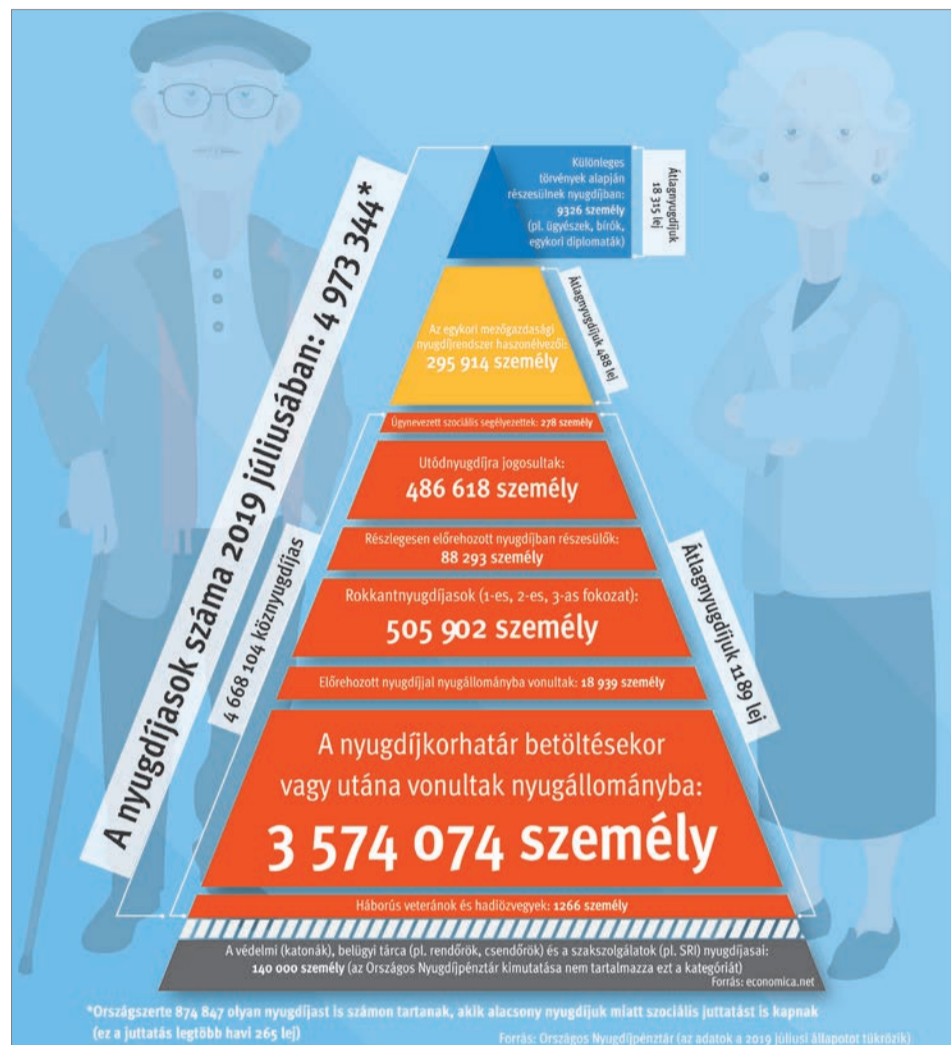 A nyugdíjasok száma 2019 júliusában: 4 973 344*
Különleges
törvények alapján
részesülnek nyugdíjban:
9326 személy
(pl. ügyészek, bírók,
egykori diplomaták)
Átlagnyugdíjuk
18 315 lej
Az egykori mezőgazdasági
nyugdíjrendszer haszonélvezői:
295 914 személy
Átlagnyugdíjuk 488 lej
4 668 104 köznyugdíjas
Úgynevezett szociális segélyezettek: 278 személy
Utódnyugdíjra jogosultak:
486 618 személy
Részlegesen előrehozott nyugdíjban részesülők:
88 293 személy
Rokkantnyugdíjasok (1-es, 2-es, 3-as fokozat):
505 902 személy
Előrehozott nyugdíjjal nyugállományba vonultak: 18 939 személy
A nyugdíjkorhatár betöltésekor
vagy utána vonultak nyugállományba:
3 574 074 személy
Háborús veteránok és hadiözvegyek: 1266 személy
Átlagnyugdíjuk 1189 lej
A védelmi (katonák), belügyi tárca (pl. rendőrök, csendőrök) és a szakszolgálatok (pl. SRI) nyugdíjasai:
140 000 személy (az Országos Nyugdíjpénztár kimutatása nem tartalmazza ezt a kategóriát)
Forrás: economica.net
*Országszerte 874 847 olyan nyugdíjast is számon tartanak, akik alacsony nyugdíjuk miatt szociális juttatást is kapnak
(ez a juttatás legtöbb havi 265 lej)
Forrás: Országos Nyugdíjpénztár (az adatok a 2019 júliusi állapotot tükrözik)